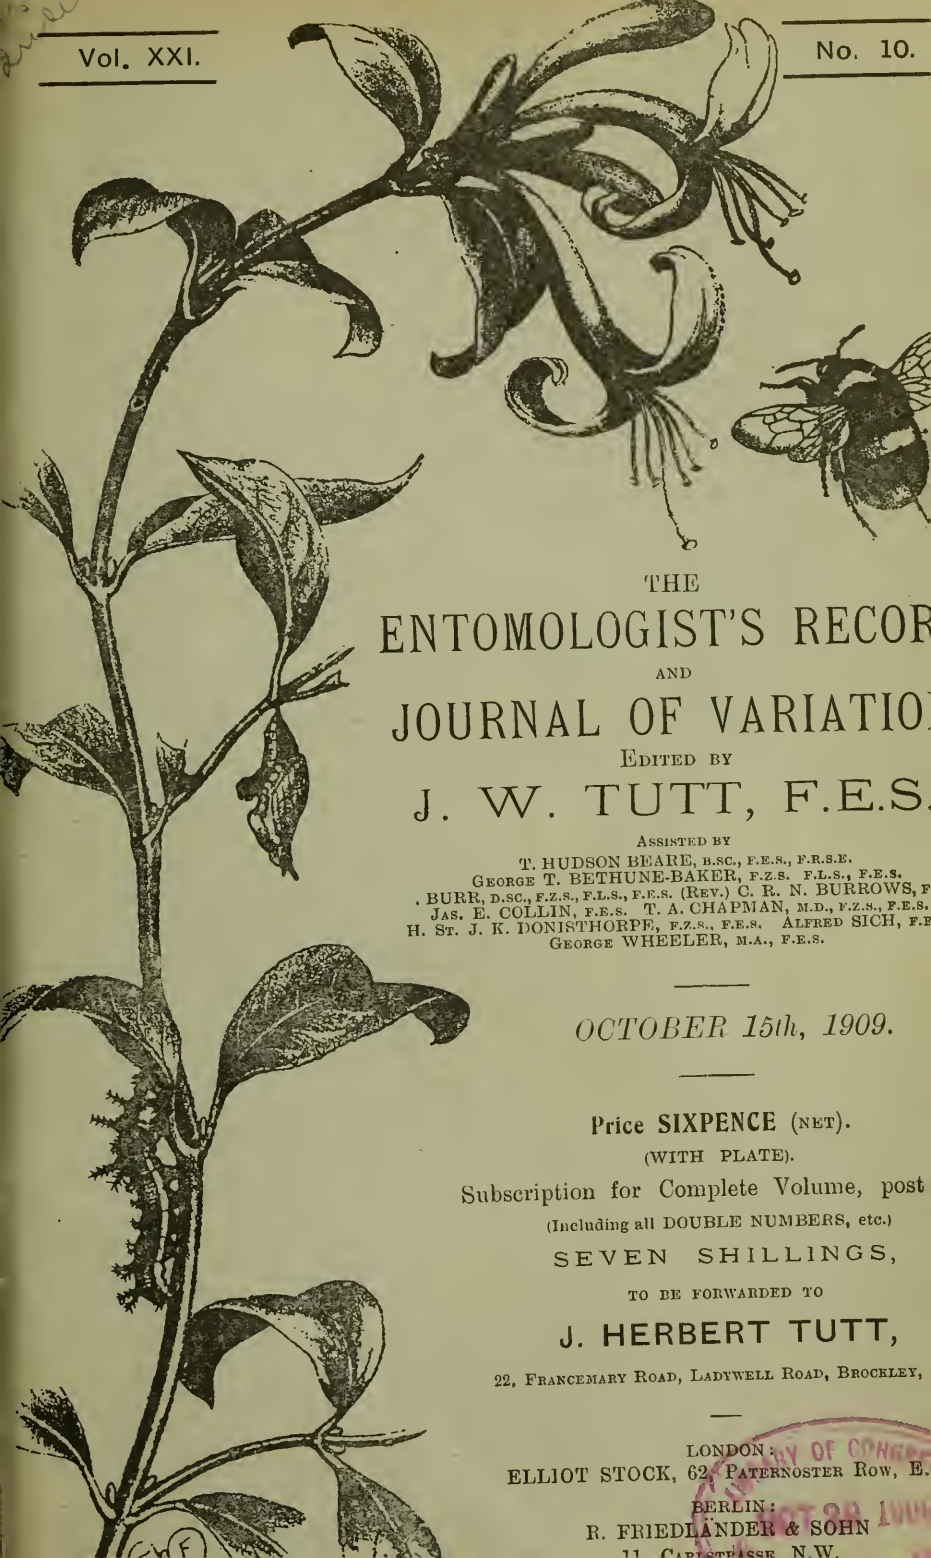 Vol. XXI.
No. 10.
THE
ENTOMOLOGIST'S RECOR
AND
JOURNAL OF VARIATIO
EDITED BY
J. W. TUTT, F.E.S.
ASSISTED BY
T. HUDSON BEARE, B.SC., F.E.S., F.R.S.E.
GEORGE T. BETHUNE-BAKER, F.Z.S. F.L.S., F.E.S.
. BURR, D.SC., F.Z.S., F.L.S., F.E.S. (REV.) C. R. N. BURROWS, F
JAS. E. COLLIN, F.E.S. T. A. CHAPMAN, M.D., F.Z.S., F.E.S.
H. ST. J. K. DONISTHORPE, F.Z.S., F.E.S. ALFRED SICH, F.E
GEORGE WHEELER, M.A., F.E.S.
OCTOBER 15th, 1909.
Price SIXPENCE (NET).
(WITH PLATE).
Subscription for Complete Volume, post
(Including all DOUBLE NUMBERS, etc.)
SEVEN SHILLINGS,
TO BE FORWARDED TO
J. HERBERT TUTT,
22, FRANCEMARY ROAD, LADYWELL ROAD, BROCKLEY,
LONDON:
ELLIOT STOCK, 62, PATERNOSTER ROW, E.
BERLIN:
R. FRIEDLÄNDER & SOHN
11, CARLSTRASSE, N.W.
OF